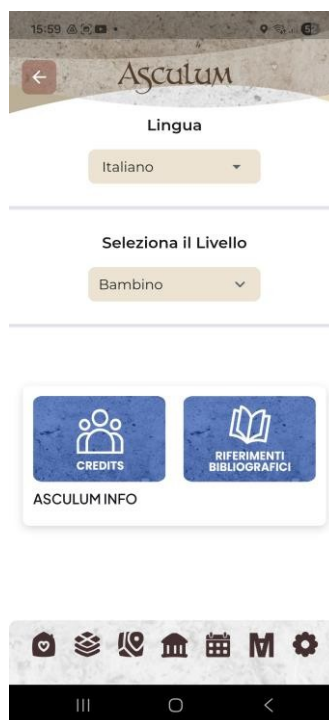 15:59
Asculum
Lingua
Italiano
Seleziona il Livello
Bambino
CREDITS
RIFERIMENTI
BIBLIOGRAFICI
ASCULUM INFO